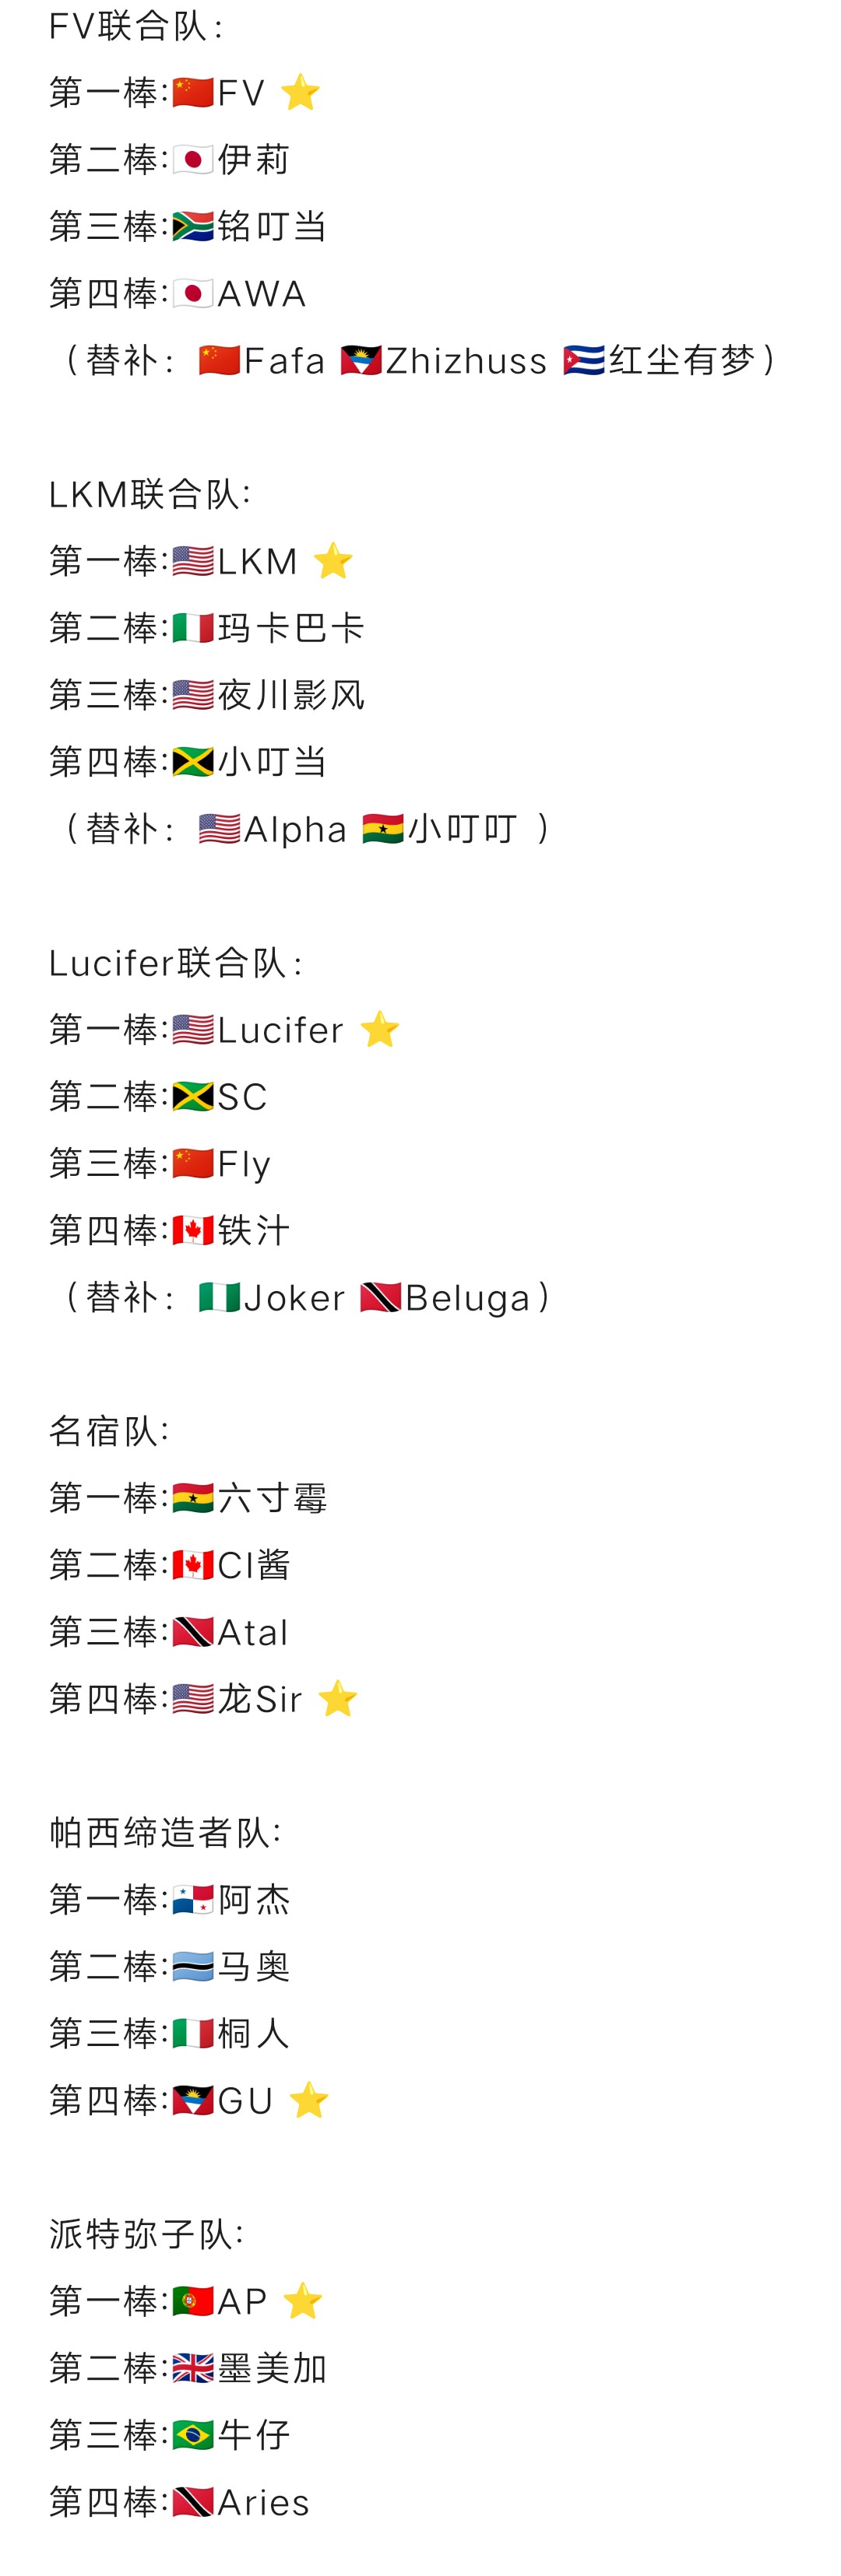 FV联合队：
第一棒:🇨🇳FV ⭐
第二棒:🇯🇵伊莉
第三棒:🇿🇦铭叮当
第四棒:🇯🇵AWA
（替补：🇨🇳Fafa 🇦🇬Zhizhuss 🇨🇺红尘有梦）
LKM联合队:
第一棒:🇺🇸LKM ⭐
第二棒:🇮🇹玛卡巴卡
第三棒:🇺🇸夜川影风
第四棒:🇯🇲小叮当
（替补：🇺🇸Alpha 🇬🇭小叮叮 ）
Lucifer联合队：
第一棒:🇺🇸Lucifer ⭐
第二棒:🇯🇲SC
第三棒:🇨🇳Fly
第四棒:🇨🇦铁汁
（替补：🇳🇬Joker 🇹🇹Beluga）
名宿队:
第一棒:🇬🇭六寸霉
第二棒:🇨🇦CI酱
第三棒:🇹🇹Atal
第四棒:🇺🇸龙Sir ⭐
帕西缔造者队:
第一棒:🇵🇦阿杰
第二棒:🇧🇼马奥
第三棒:🇮🇹桐人
第四棒:🇦🇬GU ⭐
派特弥子队:
第一棒:🇵🇹AP ⭐
第二棒:🇬🇧墨美加
第三棒:🇧🇷牛仔
第四棒:🇹🇹Aries